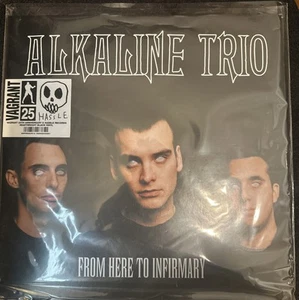 ALKALINE TRIO
VAGRANT
25
HASSLE
FROM HERE TO INFIRMARY